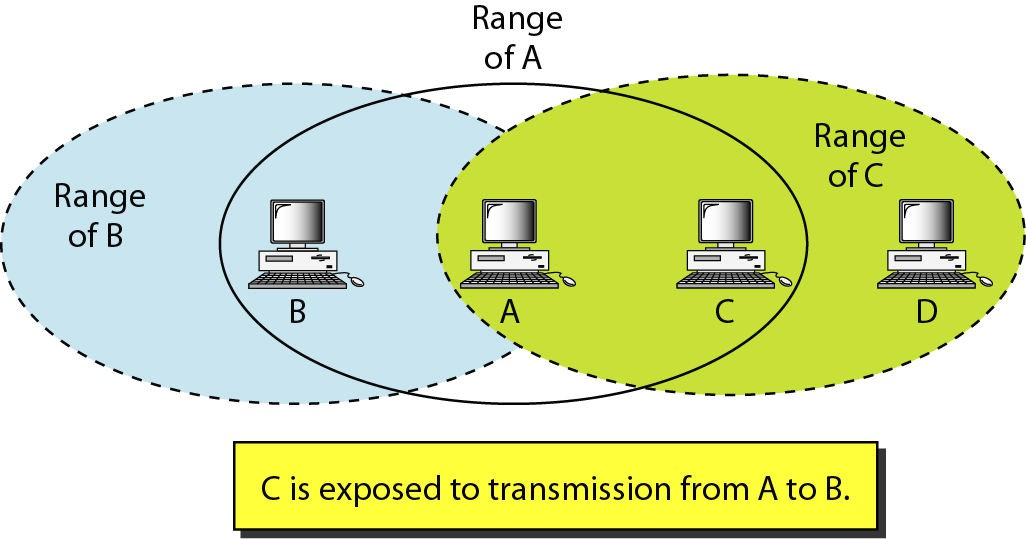 Range
of A
Range
of B
Range
of C
B
A
C
D
C is exposed to transmission from A to B.